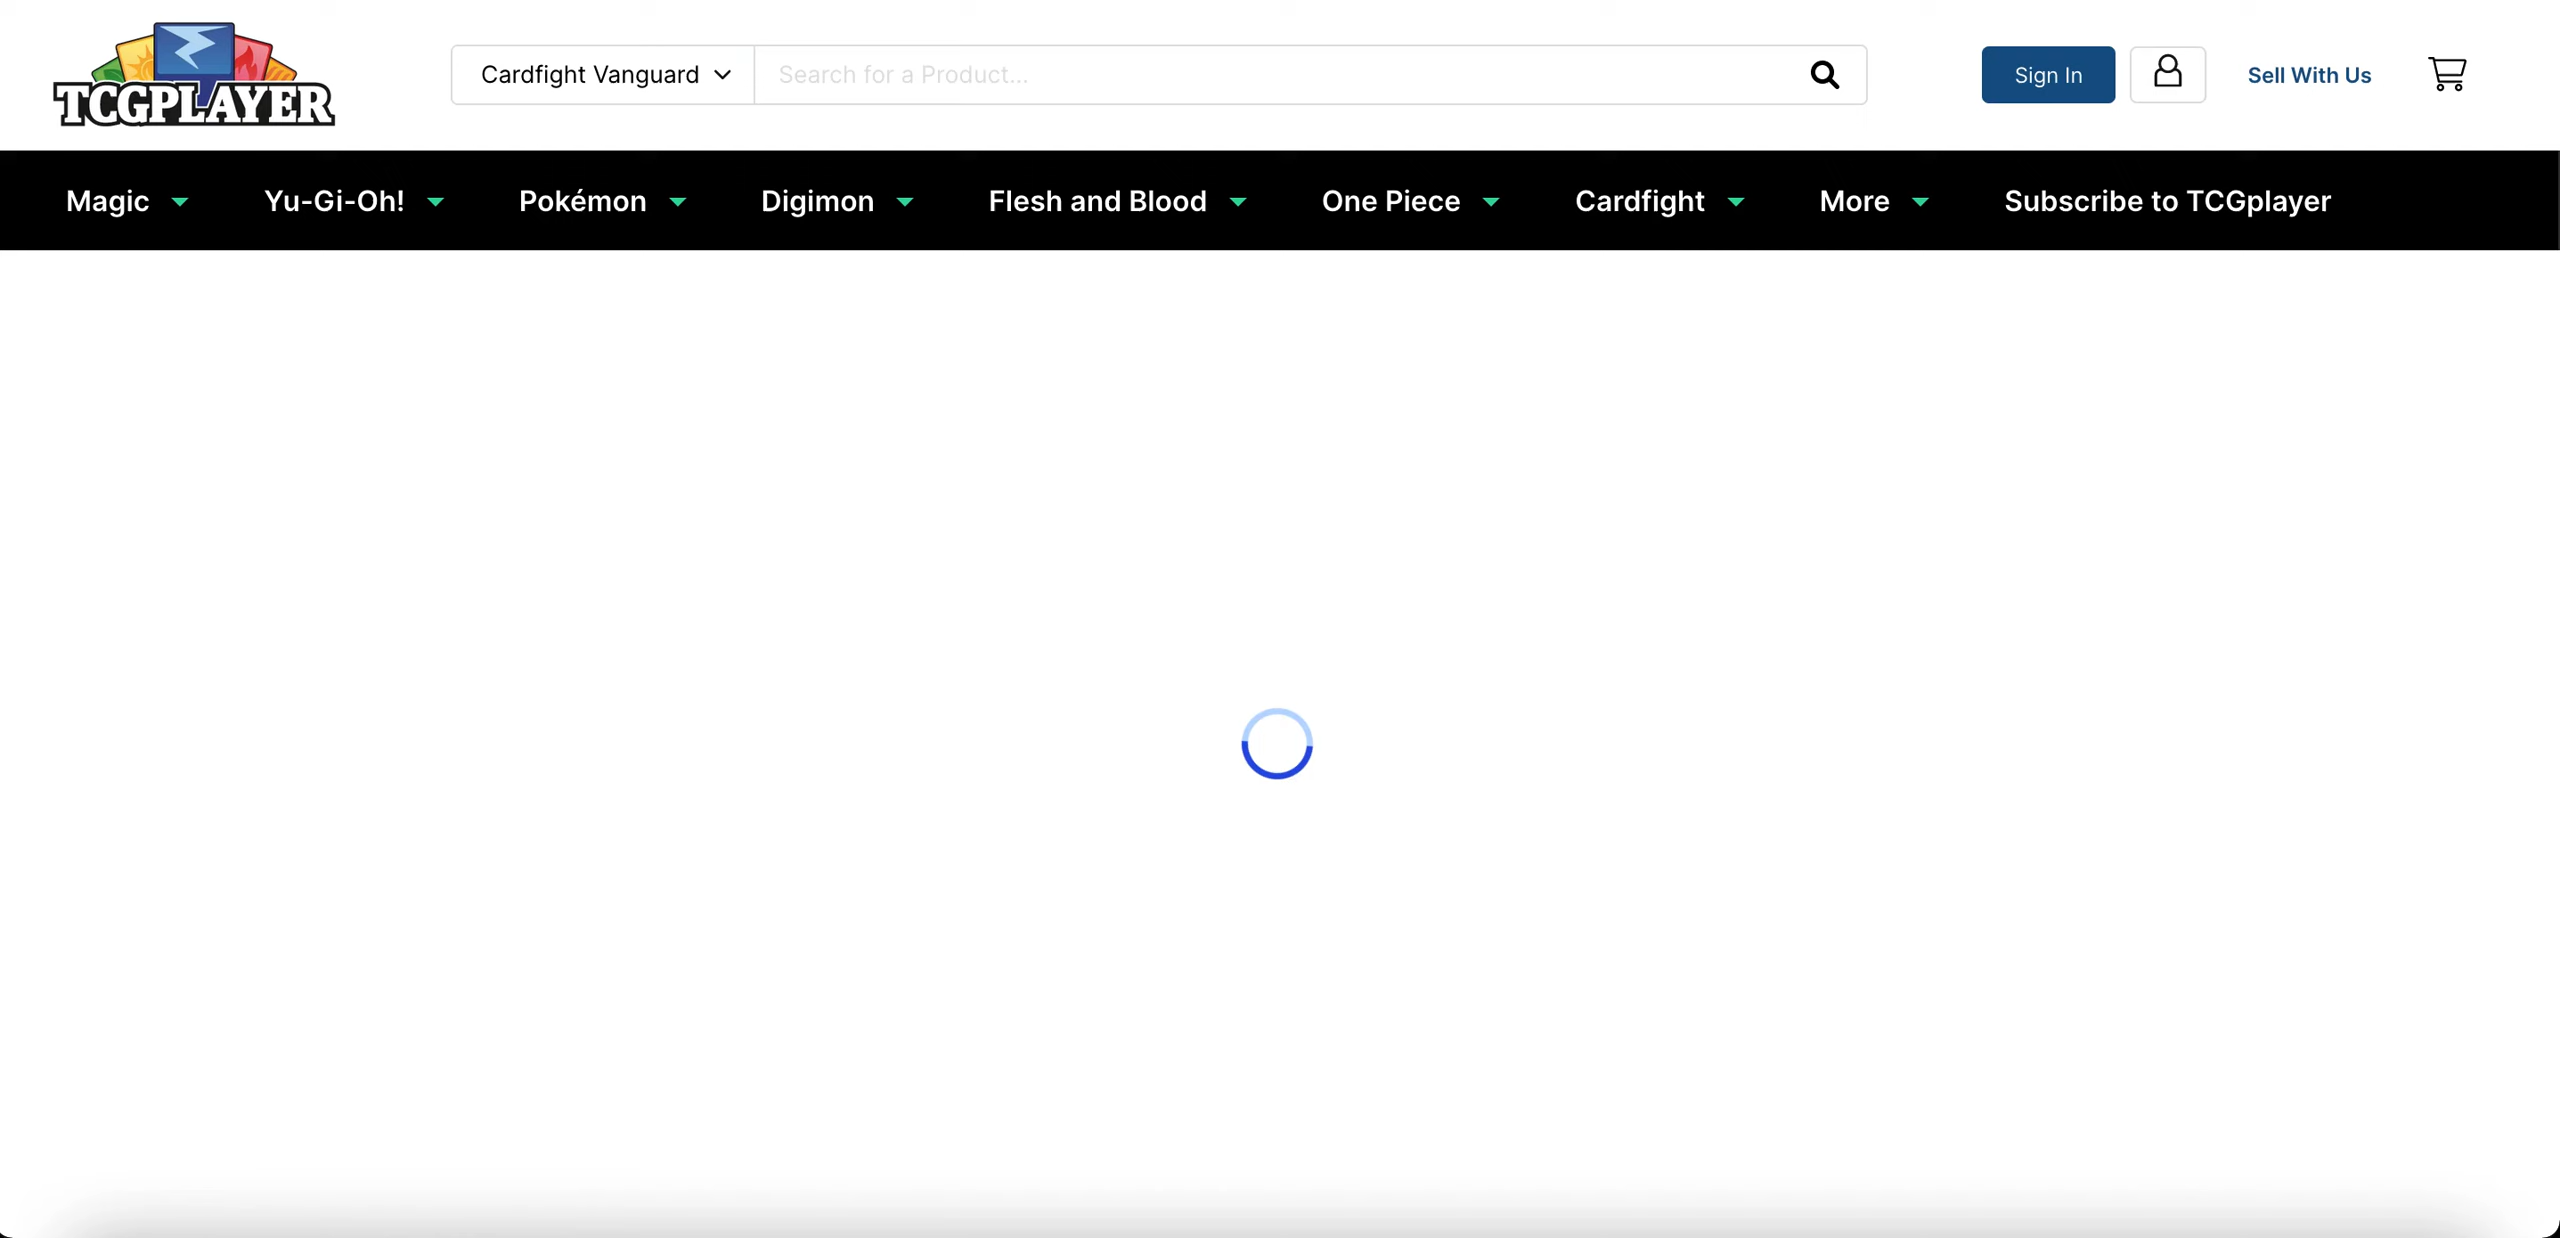 TCGPLAYER
Cardfight Vanguard
Search for a Product...
Sign In
Sell With Us
Magic
Yu-Gi-Oh!
Pokémon
Digimon
Flesh and Blood
One Piece
Cardfight
More
Subscribe to TCGplayer